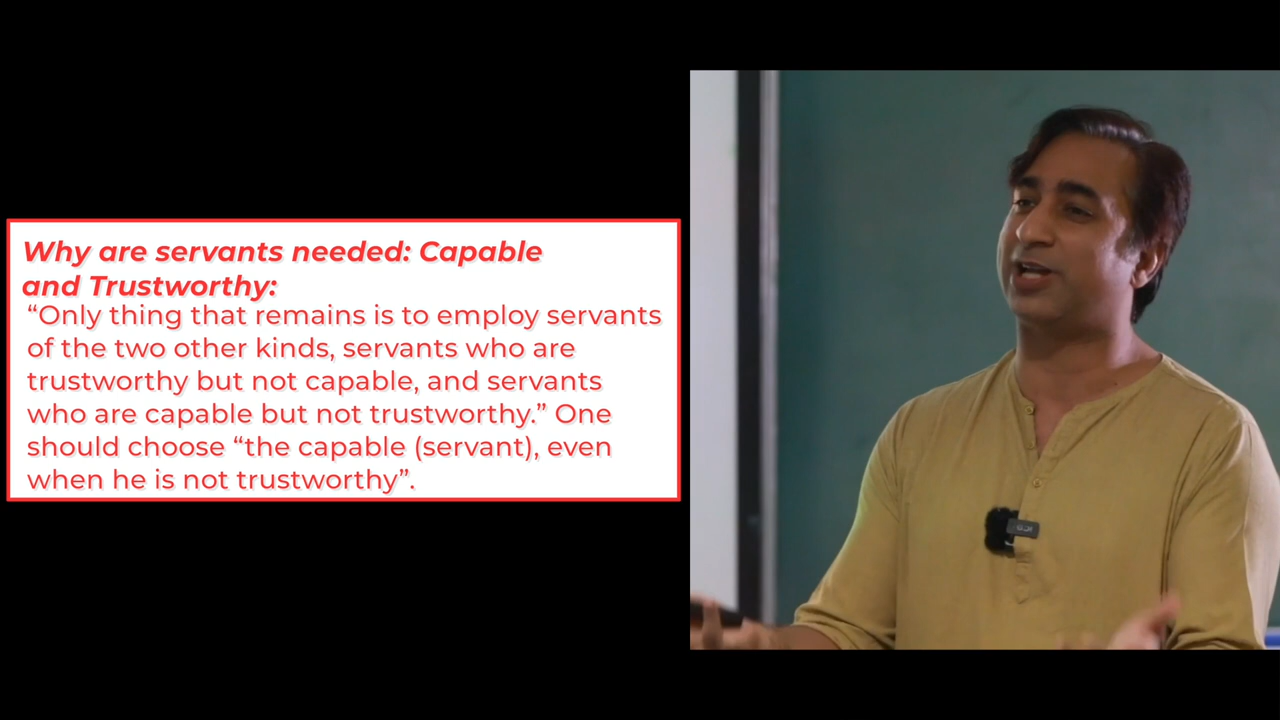 Why are servants needed: Capable
and Trustworthy:
“Only thing that remains is to employ servants
of the two other kinds, servants who are
trustworthy but not capable, and servants
who are capable but not trustworthy.” One
should choose “the capable (servant), even
when he is not trustworthy”.